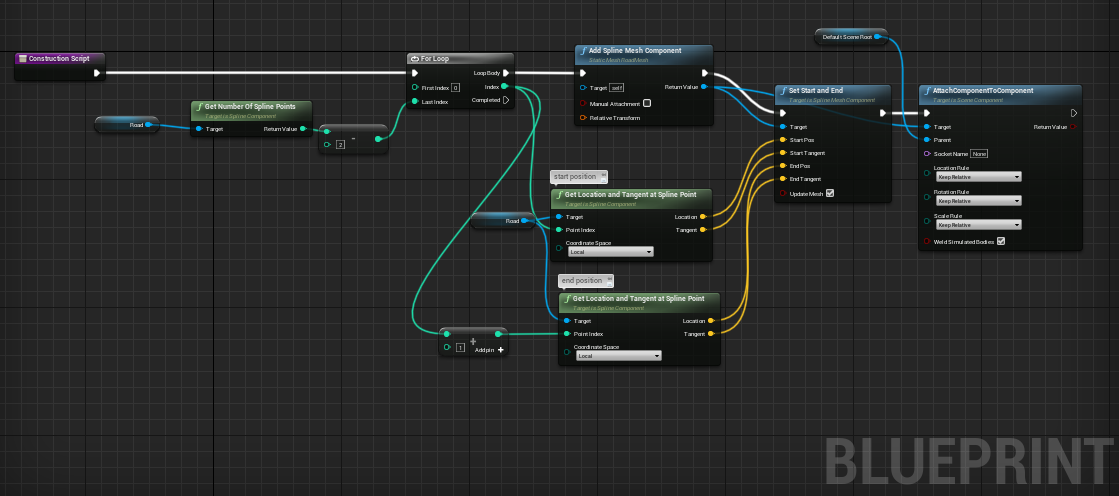 Construction Script
Get Number Of Spline Points
Target is Spline Component
Target
Return Value
Road
-
2
For Loop
First Index 0
Last Index
Loop Body
Index
Completed
Add Spline Mesh Component
Static Mesh RoadMesh
Target self
Manual Attachment
Relative Transform
Return Value
Default Scene Root
Set Start and End
Target is Spline Mesh Component
Target
Start Pos
Start Tangent
End Pos
End Tangent
Update Mesh
AttachComponentToComponent
Target is Scene Component
Target
Return Value
Parent
Socket Name None
Location Rule
Keep Relative
Rotation Rule
Keep Relative
Scale Rule
Keep Relative
Weld Simulated Bodies
start position
Get Location and Tangent at Spline Point
Target is Spline Component
Road
Target
Location
Point Index
Tangent
Coordinate Space
Local
end position
Get Location and Tangent at Spline Point
Target is Spline Component
Target
Location
Point Index
Tangent
Coordinate Space
Local
+
1
Add pin +
BLUEPRINT